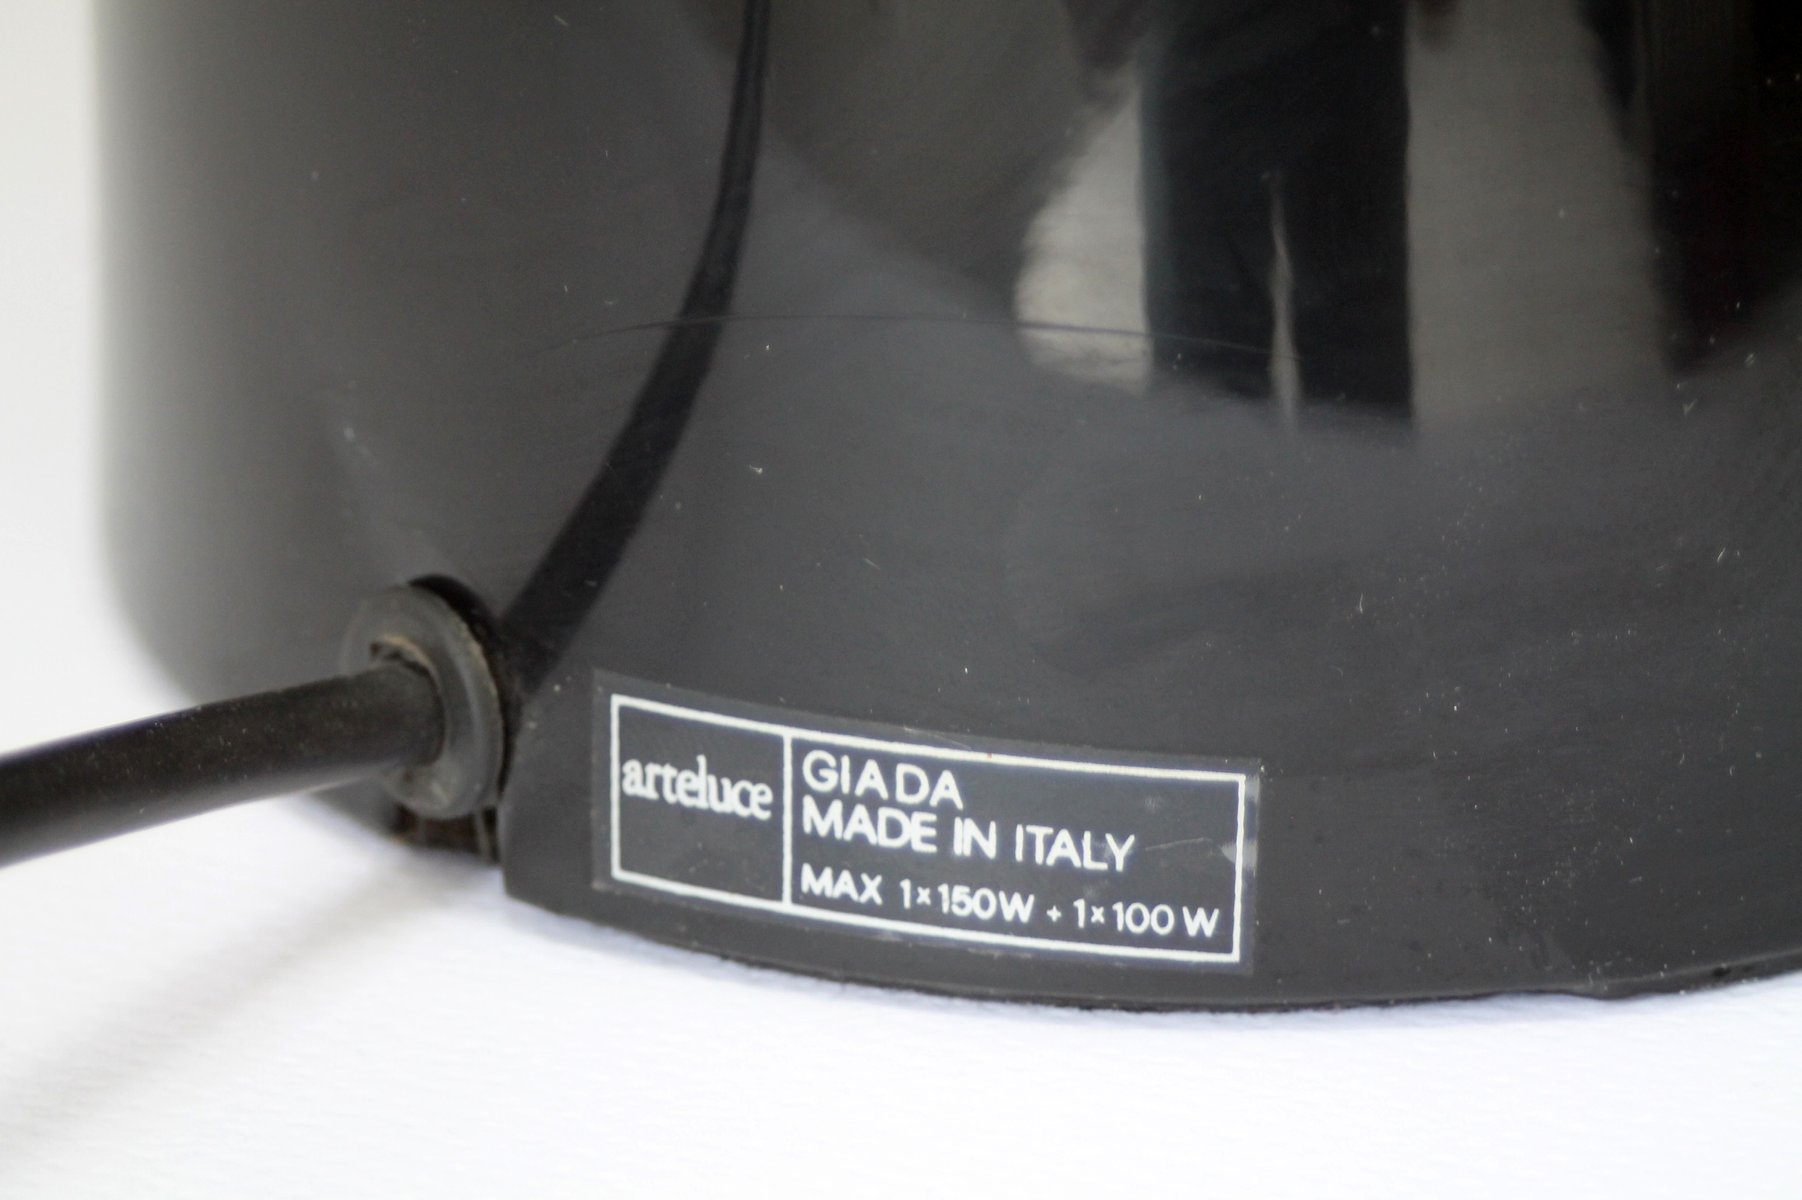 arteluce
GIADA
MADE IN ITALY
MAX 1×150W + 1×100 W